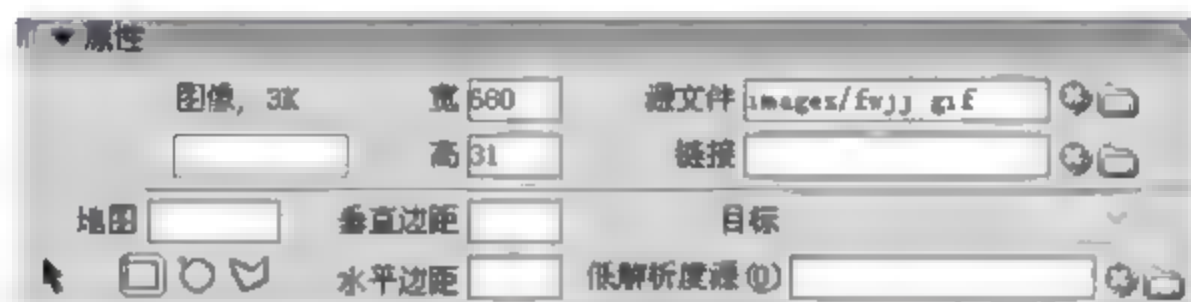 属性
图像, 3K 宽 680 源文件 images/fwjj.gif
高 31 链接
地图 垂直边距 目标
水平边距 低解析度源(Q)